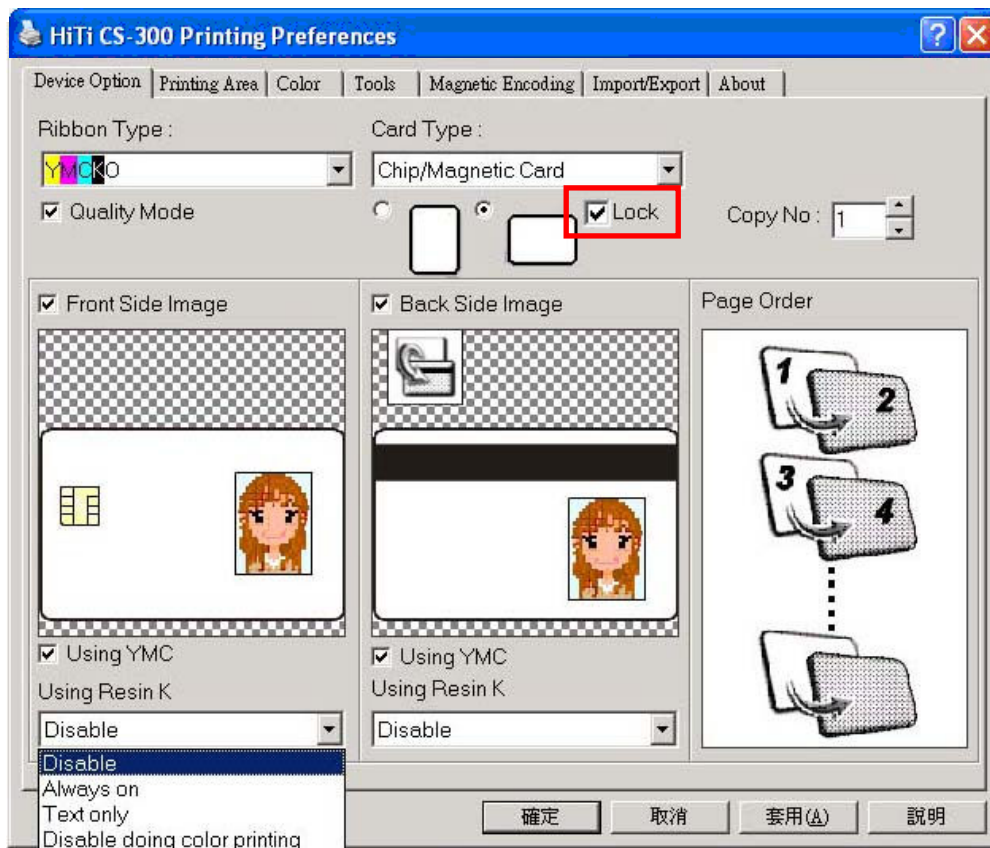 HiTi CS-300 Printing Preferences
Device Option Printing Area Color Tools Magnetic Encoding Import/Export About
Ribbon Type : Card Type :
YMCKO Chip/Magnetic Card
Quality Mode Lock Copy No : 1
Front Side Image Back Side Image Page Order
1 2
3 4
Using YMC Using YMC
Using Resin K Using Resin K
Disable Disable
Disable
Always on
Text only
Disable doing color printing
確定 取消 套用(A) 說明